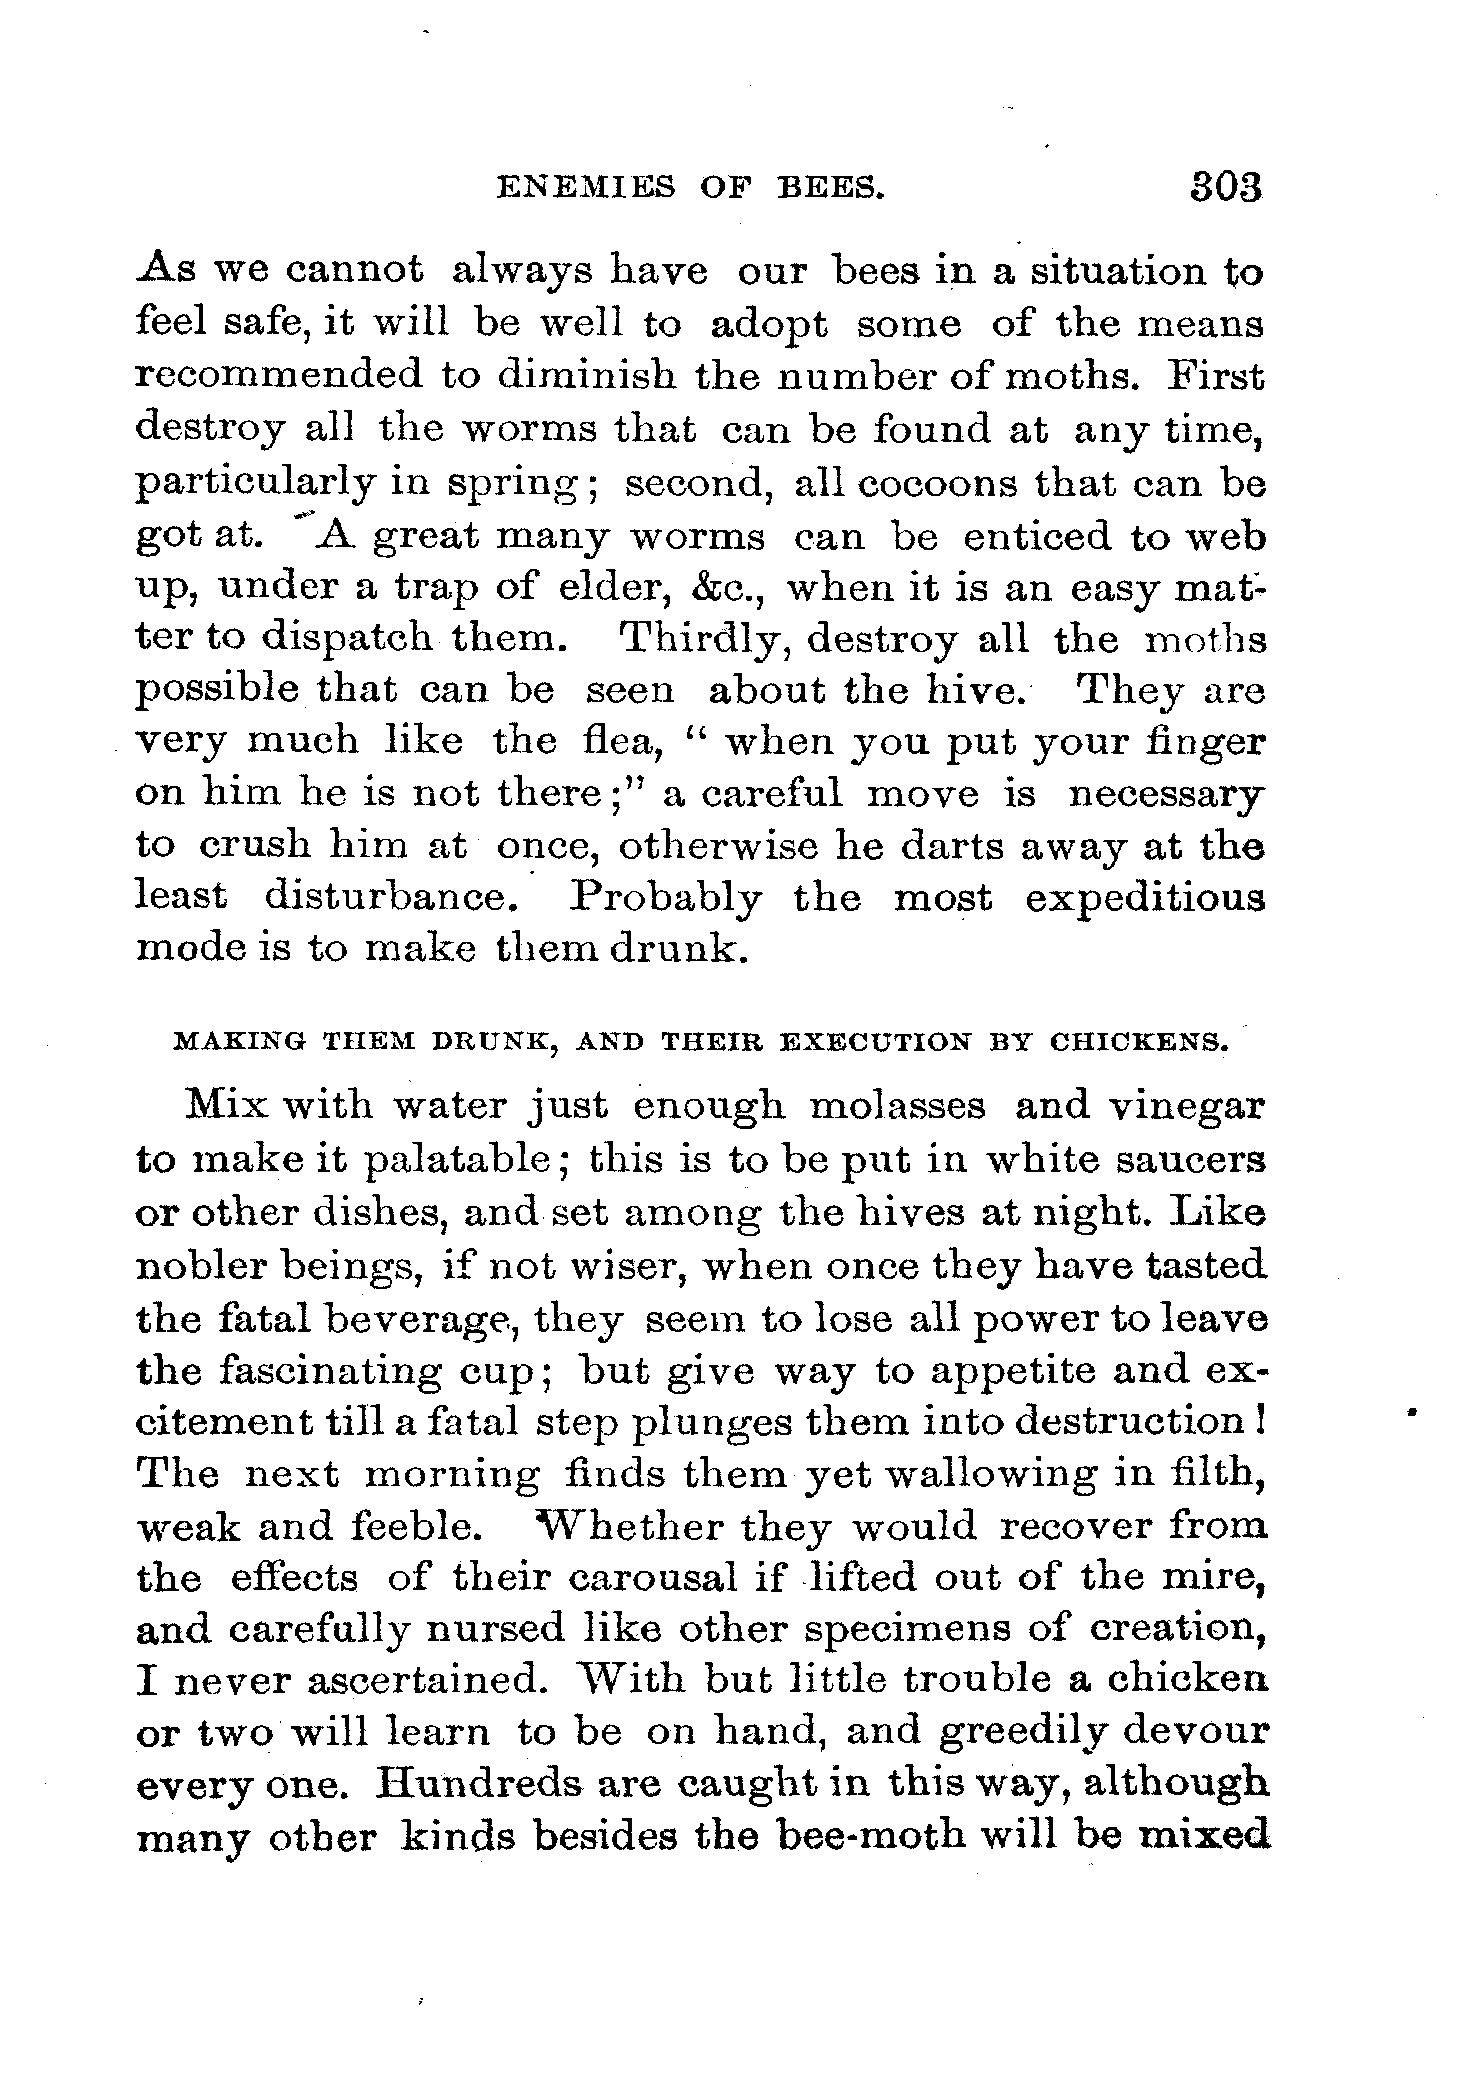 ENEMIES OF BEES. 303
As we cannot always have our bees in a situation to
feel safe, it will be well to adopt some of the means
recommended to diminish the number of moths. First
destroy all the worms that can be found at any time,
particularly in spring; second, all cocoons that can be
got at. A great many worms can be enticed to web
up, under a trap of elder, &c., when it is an easy mat-
ter to dispatch them. Thirdly, destroy all the moths
possible that can be seen about the hive. They are
very much like the flea, “ when you put your finger
on him he is not there;” a careful move is necessary
to crush him at once, otherwise he darts away at the
least disturbance. Probably the most expeditious
mode is to make them drunk.
MAKING THEM DRUNK, AND THEIR EXECUTION BY CHICKENS.
Mix with water just enough molasses and vinegar
to make it palatable; this is to be put in white saucers
or other dishes, and set among the hives at night. Like
nobler beings, if not wiser, when once they have tasted
the fatal beverage, they seem to lose all power to leave
the fascinating cup; but give way to appetite and ex-
citement till a fatal step plunges them into destruction!
The next morning finds them yet wallowing in filth,
weak and feeble. Whether they would recover from
the effects of their carousal if lifted out of the mire,
and carefully nursed like other specimens of creation,
I never ascertained. With but little trouble a chicken
or two will learn to be on hand, and greedily devour
every one. Hundreds are caught in this way, although
many other kinds besides the bee-moth will be mixed